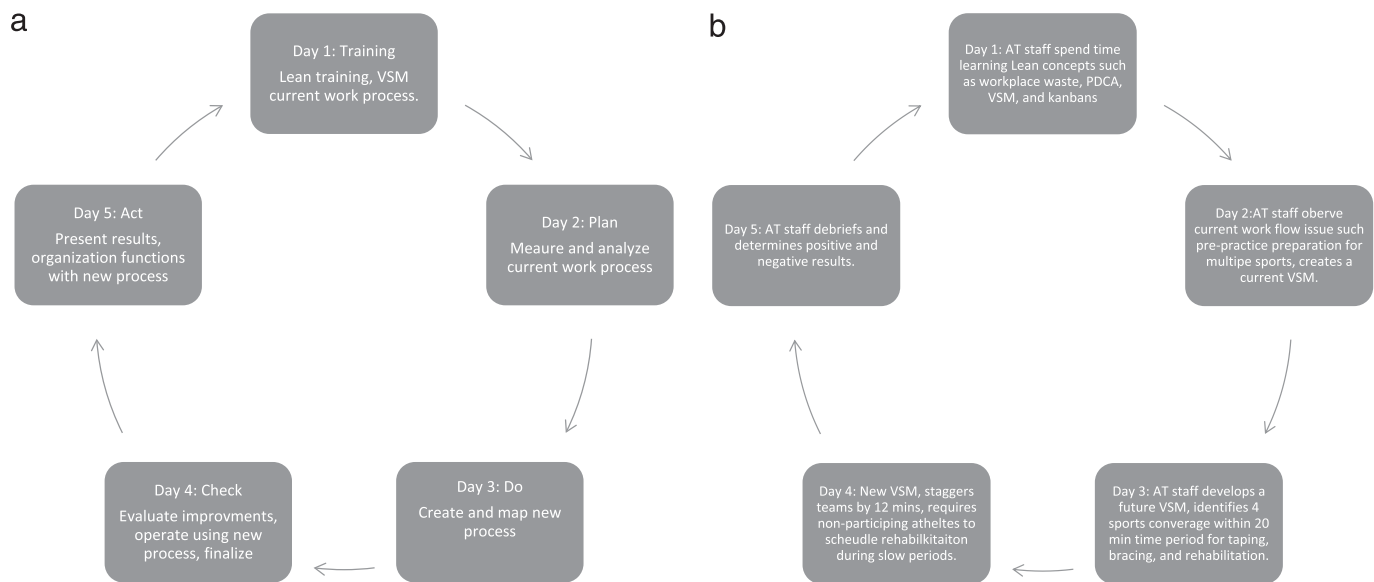 a
Day 1: Training
Lean training, VSM
current work process.
Day 2: Plan
Meaure and analyze
current work process
Day 3: Do
Create and map new
process
Day 4: Check
Evaluate improvments,
operate using new
process, finalize
Day 5: Act
Present results,
organization functions
with new process
b
Day 1: AT staff spend time
learning Lean concepts such
as workplace waste, PDCA,
VSM, and kanbans
Day 2:AT staff oberve
current work flow issue such
pre-practice preparation for
multipe sports, creates a
current VSM.
Day 3: AT staff develops a
future VSM, identifies 4
sports converage within 20
min time period for taping,
bracing, and rehabilitation.
Day 4: New VSM, staggers
teams by 12 mins, requires
non-participing atheltes to
scheudle rehabilkitaiton
during slow periods.
Day 5: AT staff debriefs and
determines positive and
negative results.